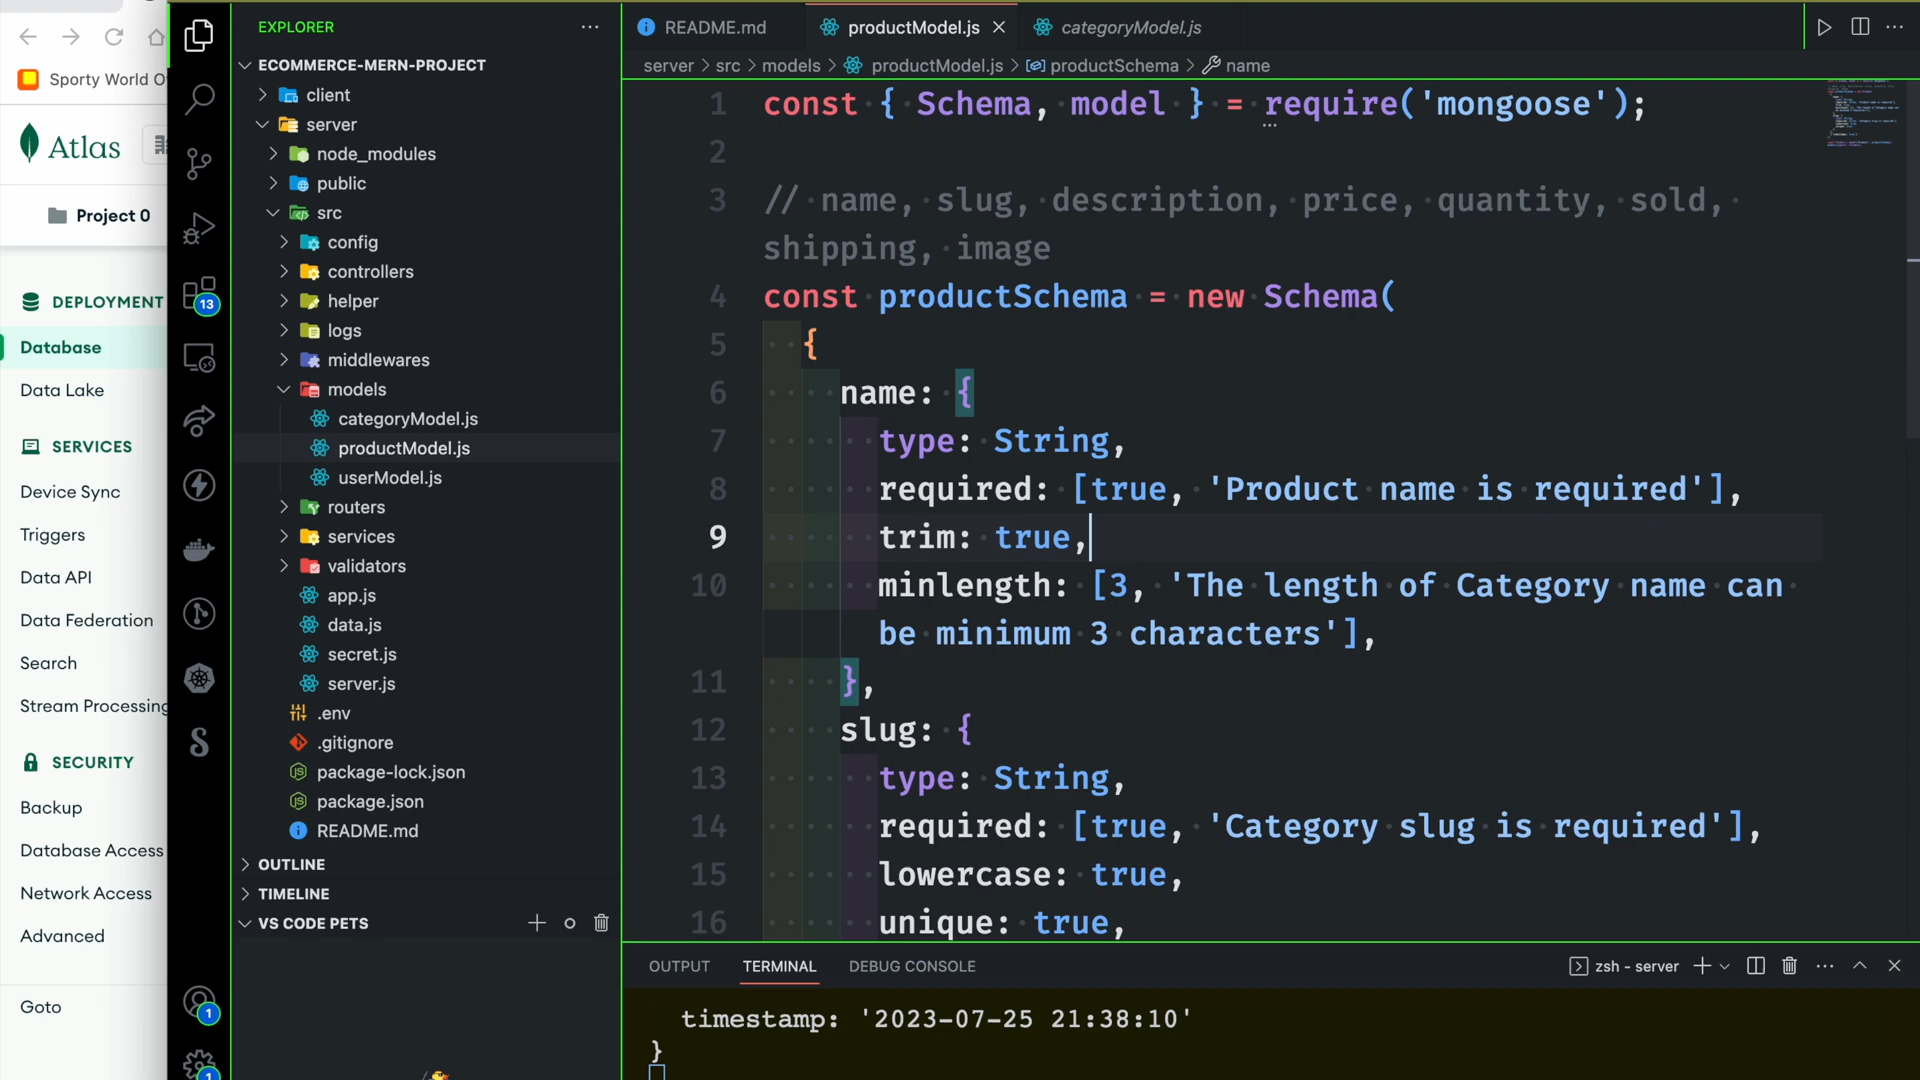 Sporty World O
Atlas
Project 0
DEPLOYMENT
Database
Data Lake
SERVICES
Device Sync
Triggers
Data API
Data Federation
Search
Stream Processing
SECURITY
Backup
Database Access
Network Access
Advanced
Goto
13
1
1
EXPLORER
ECOMMERCE-MERN-PROJECT
client
server
node_modules
public
src
config
controllers
helper
logs
middlewares
models
categoryModel.js
productModel.js
userModel.js
routers
services
validators
app.js
data.js
secret.js
server.js
.env
.gitignore
package-lock.json
package.json
README.md
OUTLINE
TIMELINE
VS CODE PETS
README.md productModel.js categoryModel.js
server > src > models > productModel.js > productSchema > name
1 const { Schema, model } = require('mongoose');
2
3 // name, slug, description, price, quantity, sold,
shipping, image
4 const productSchema = new Schema(
5 {
6 name: {
7 type: String,
8 required: [true, 'Product name is required'],
9 trim: true,
10 minlength: [3, 'The length of Category name can
be minimum 3 characters'],
11 },
12 slug: {
13 type: String,
14 required: [true, 'Category slug is required'],
15 lowercase: true,
16 unique: true,
OUTPUT TERMINAL DEBUG CONSOLE zsh - server
timestamp: '2023-07-25 21:38:10'
}